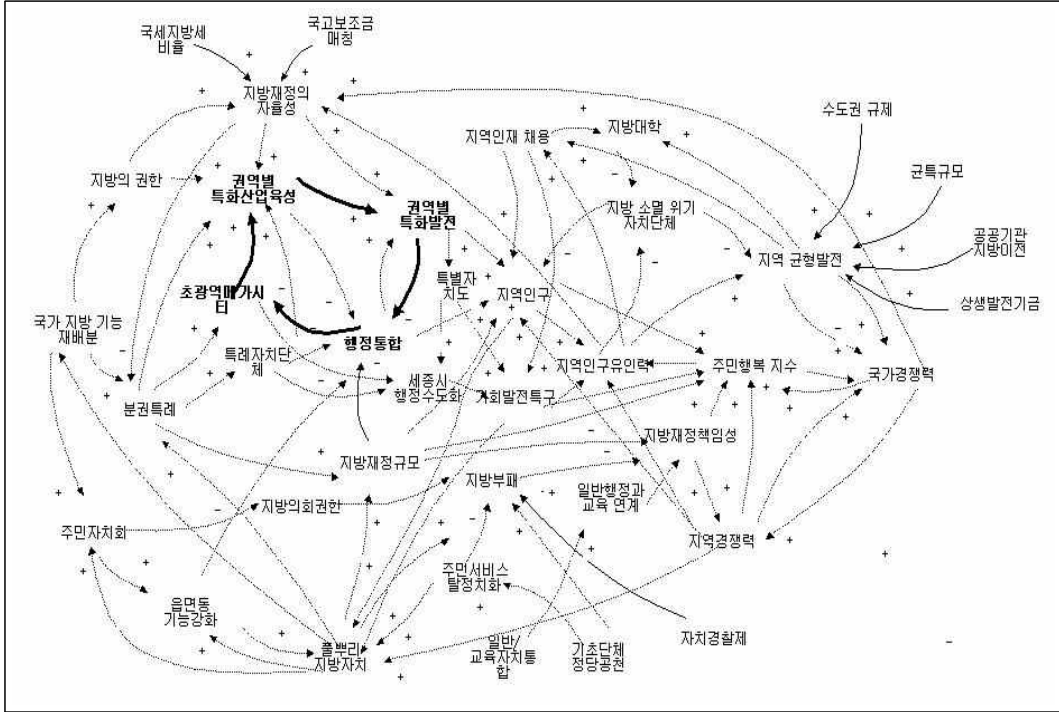 국세지방세
비율
국고보조금
매칭
지방재정의
자율성
수도권 규제
지역인재 채용
지방대학
지방의 권한
권역별
특화산업육성
균특규모
권역별
특화발전
지방 소멸 위기
자치단체
공공기관
지방이전
지역 균형발전
특별자
치도
초광역메가시
티
지역인구
상생발전기금
국가 지방 기능
재배분
행정통합
특례자치단
체
지역인구유인력
주민행복 지수
국가경쟁력
세종시
행정수도화
기회발전특구
분권특례
지방재정책임성
지방재정규모
지방부패
일반행정과
교육 연계
지방의회권한
주민자치회
지역경쟁력
주민서비스
탈정치화
읍면동
기능강화
풀뿌리
지방자치
일반
교육자치통
합
기초단체
정당공천
자치경찰제